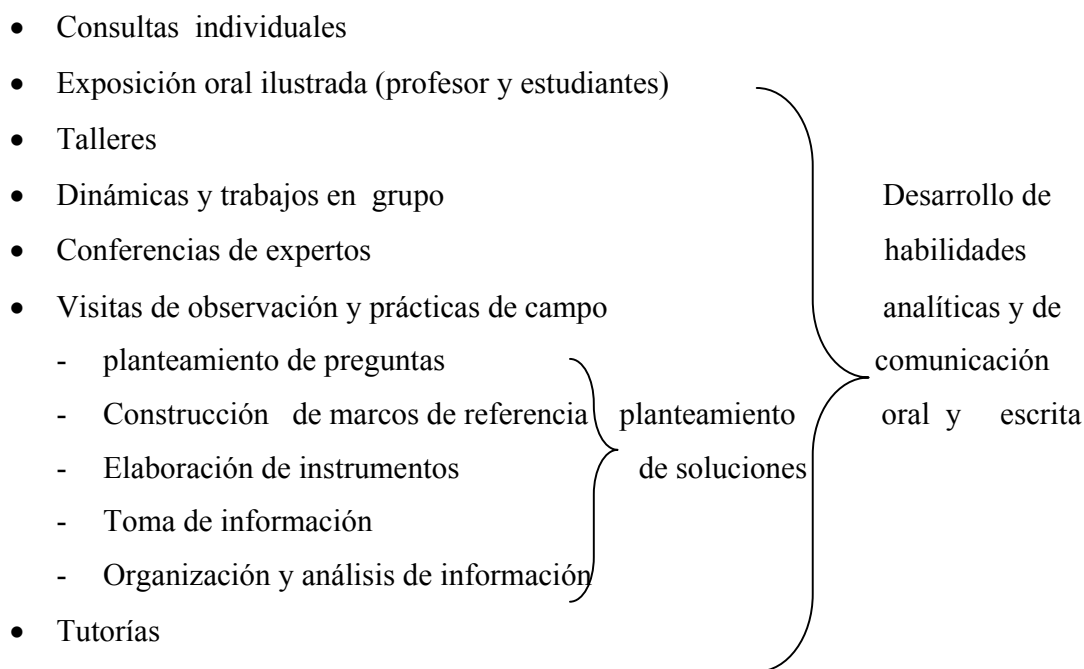 • Consultas individuales
• Exposición oral ilustrada (profesor y estudiantes)
• Talleres
• Dinámicas y trabajos en grupo Desarrollo de
• Conferencias de expertos habilidades
• Visitas de observación y prácticas de campo analíticas y de
- planteamiento de preguntas comunicación
- Construcción de marcos de referencia planteamiento oral y escrita
- Elaboración de instrumentos de soluciones
- Toma de información
- Organización y análisis de información
• Tutorías